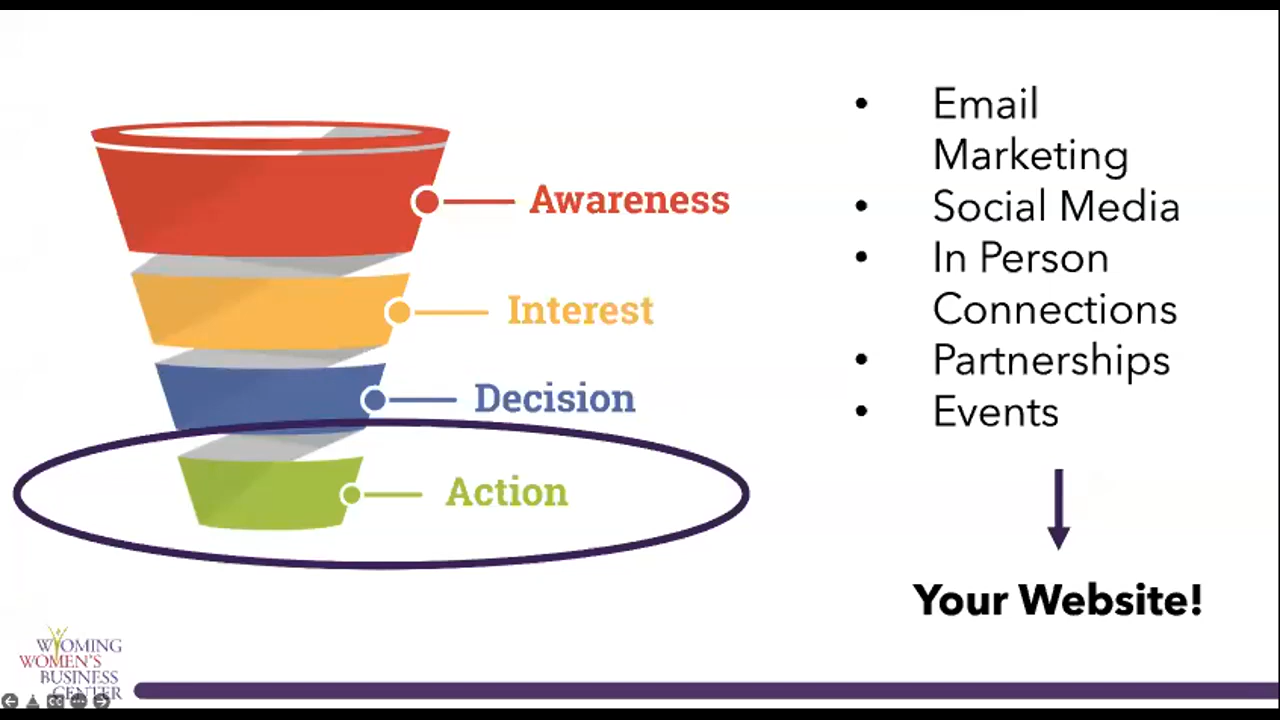 Awareness
Interest
Decision
Action
• Email
Marketing
• Social Media
• In Person
Connections
• Partnerships
• Events
Your Website!
WYOMING
WOMEN'S
BUSINESS
CENTER